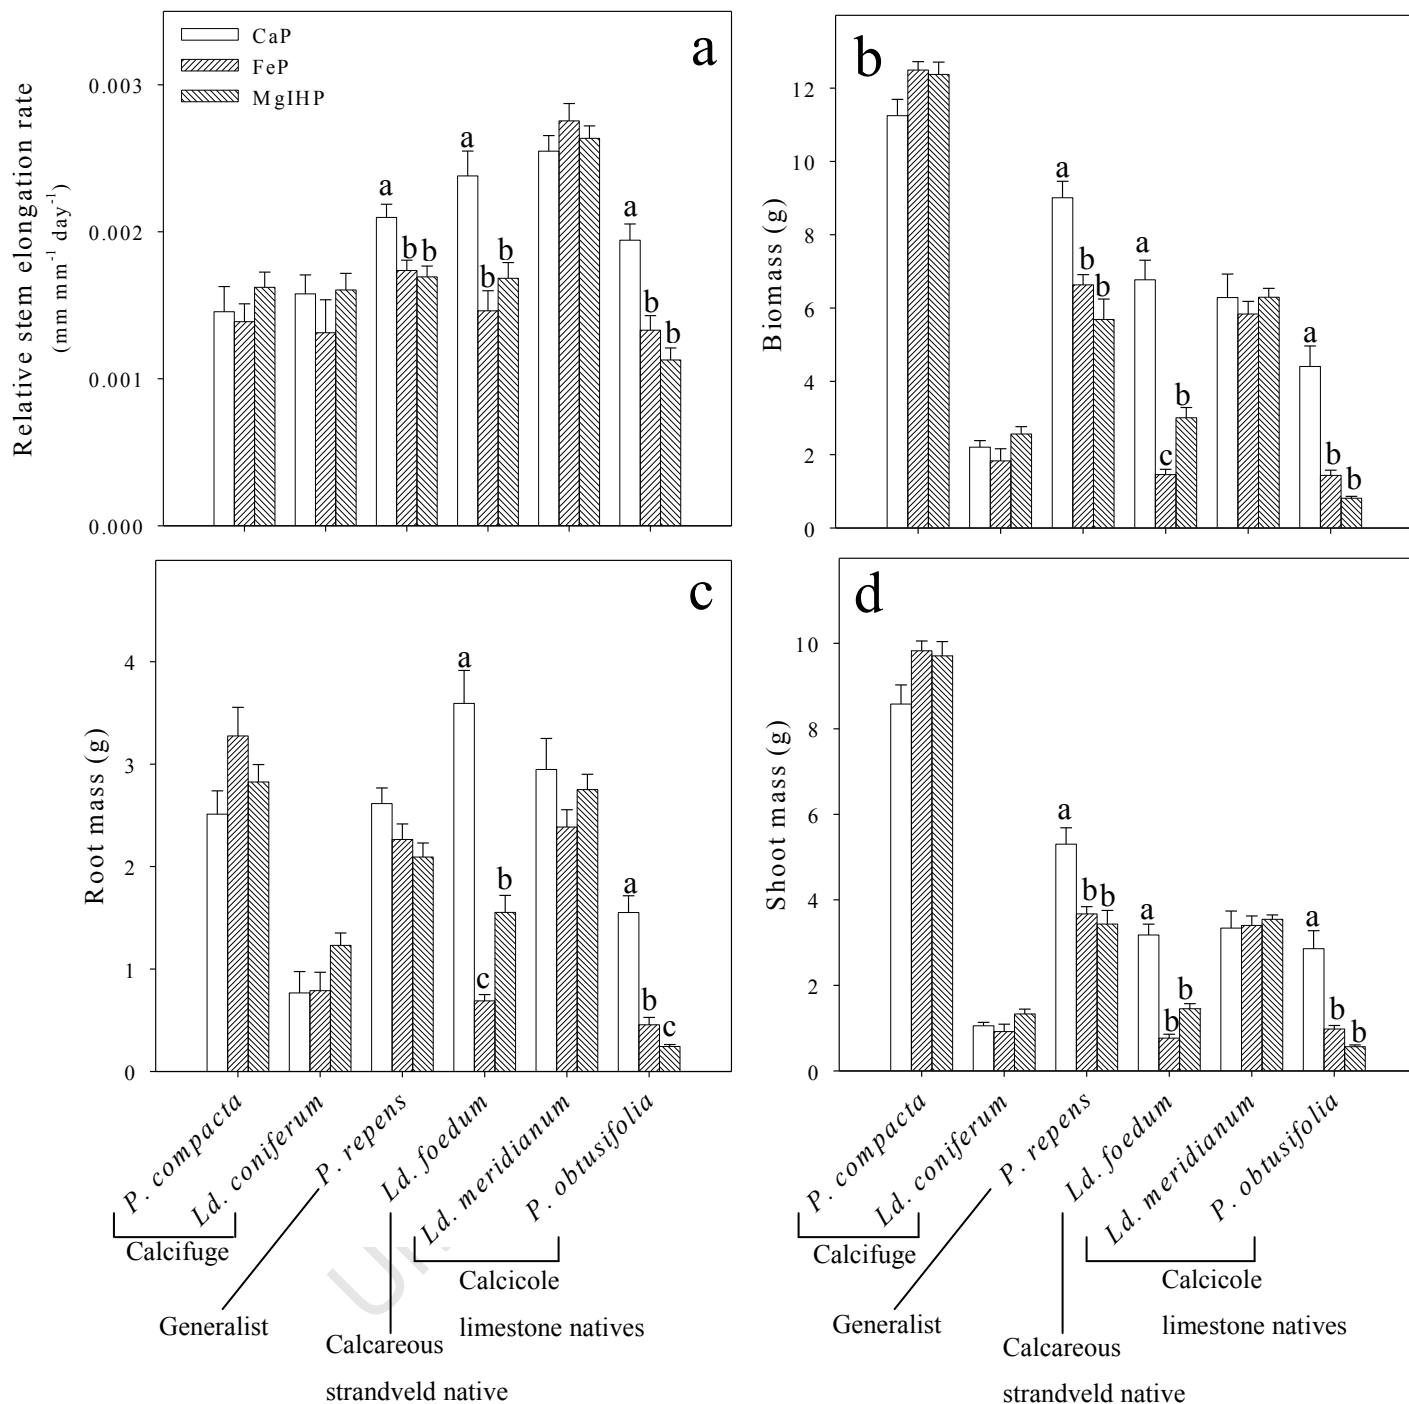 a
CaP
FeP
MgIHP
Relative stem elongation rate
(mm mm⁻¹ day⁻¹)
0.003
0.002
0.001
0.000
a
b
b
a
b
b
a
b
b
b
Biomass (g)
12
10
8
6
4
2
0
a
b
b
a
c
b
a
b
b
c
Root mass (g)
4
3
2
1
0
a
c
b
a
b
c
P. compacta
Ld. coniferum
P. repens
Ld. foedum
Ld. meridianum
P. obtusifolia
Calcifuge
Generalist
Calcareous
strandveld native
Calcicole
limestone natives
d
Shoot mass (g)
10
8
6
4
2
0
a
b
b
a
b
b
a
b
b
P. compacta
Ld. coniferum
P. repens
Ld. foedum
Ld. meridianum
P. obtusifolia
Calcifuge
Generalist
Calcareous
strandveld native
Calcicole
limestone natives